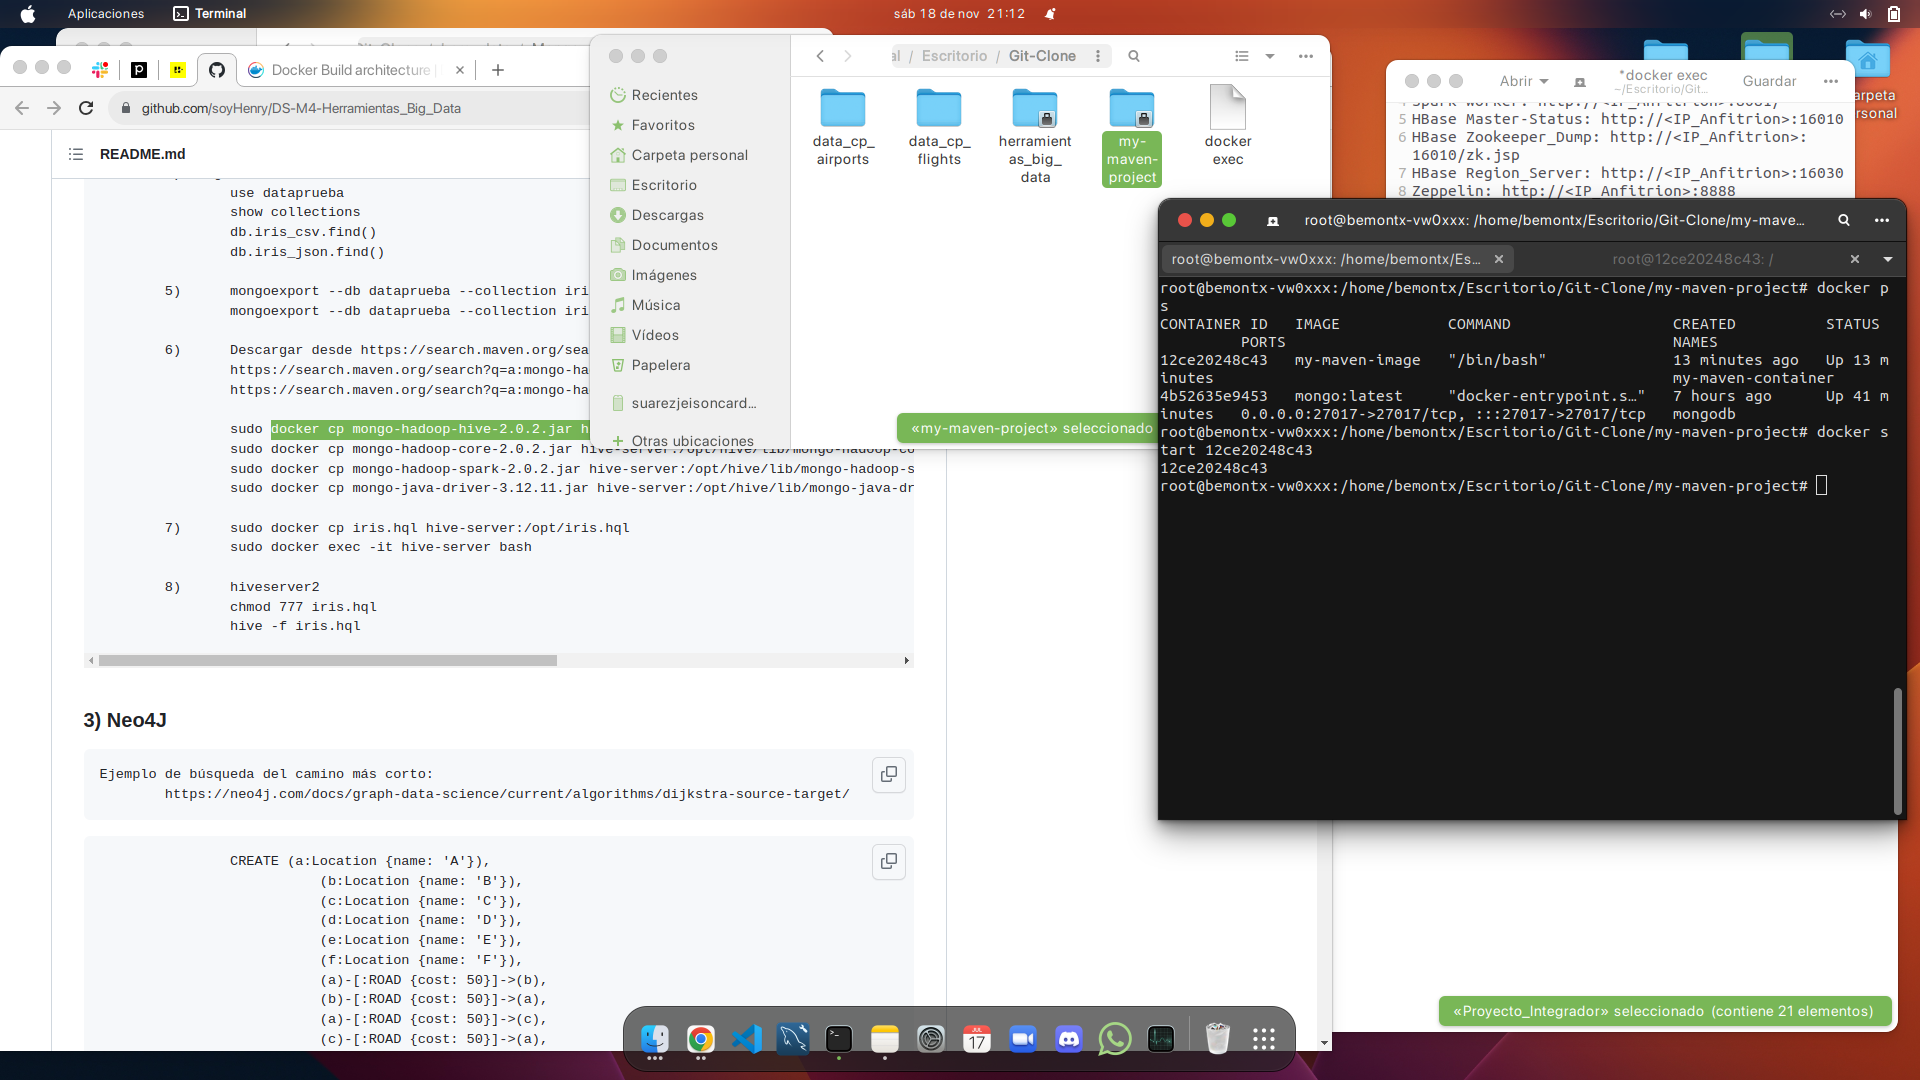 Aplicaciones
Terminal
sáb 18 de nov 21:12
Docker Build architecture
github.com/soyHenry/DS-M4-Herramientas_Big_Data
README.md
use dataprueba
show collections
db.iris_csv.find()
db.iris_json.find()
5) mongoexport --db dataprueba --collection iri
mongoexport --db dataprueba --collection iri
6) Descargar desde https://search.maven.org/sea
https://search.maven.org/search?q=a:mongo-ha
https://search.maven.org/search?q=a:mongo-ha
sudo docker cp mongo-hadoop-hive-2.0.2.jar h
sudo docker cp mongo-hadoop-core-2.0.2.jar hive-server:/opt/hive/lib/mongo-hadoop-co
sudo docker cp mongo-hadoop-spark-2.0.2.jar hive-server:/opt/hive/lib/mongo-hadoop-s
sudo docker cp mongo-java-driver-3.12.11.jar hive-server:/opt/hive/lib/mongo-java-dr
7) sudo docker cp iris.hql hive-server:/opt/iris.hql
sudo docker exec -it hive-server bash
8) hiveserver2
chmod 777 iris.hql
hive -f iris.hql
3) Neo4J
Ejemplo de búsqueda del camino más corto:
https://neo4j.com/docs/graph-data-science/current/algorithms/dijkstra-source-target/
CREATE (a:Location {name: 'A'}),
(b:Location {name: 'B'}),
(c:Location {name: 'C'}),
(d:Location {name: 'D'}),
(e:Location {name: 'E'}),
(f:Location {name: 'F'}),
(a)-[:ROAD {cost: 50}]->(b),
(b)-[:ROAD {cost: 50}]->(a),
(a)-[:ROAD {cost: 50}]->(c),
(c)-[:ROAD {cost: 50}]->(a),
al / Escritorio / Git-Clone
Recientes
Favoritos
Carpeta personal
Escritorio
Descargas
Documentos
Imágenes
Música
Vídeos
Papelera
suarezjeisoncard...
+ Otras ubicaciones
data_cp_
airports
data_cp_
flights
herramient
as_big_
data
my-
maven-
project
docker
exec
«my-maven-project» seleccionado
Abrir
*docker exec
~/Escritorio/Git...
Guardar
4 Spark Worker: http://<IP_Anfitrion>:8081/
5 HBase Master-Status: http://<IP_Anfitrion>:16010
6 HBase Zookeeper_Dump: http://<IP_Anfitrion>:
16010/zk.jsp
7 HBase Region_Server: http://<IP_Anfitrion>:16030
8 Zeppelin: http://<IP_Anfitrion>:8888
arpeta
rsonal
root@bemontx-vw0xxx: /home/bemontx/Escritorio/Git-Clone/my-mave...
root@bemontx-vw0xxx: /home/bemontx/Es...
root@12ce20248c43: /
root@bemontx-vw0xxx:/home/bemontx/Escritorio/Git-Clone/my-maven-project# docker p
s
CONTAINER ID IMAGE COMMAND CREATED STATUS
PORTS NAMES
12ce20248c43 my-maven-image "/bin/bash" 13 minutes ago Up 13 m
inutes my-maven-container
4b52635e9453 mongo:latest "docker-entrypoint.s…" 7 hours ago Up 41 m
inutes 0.0.0.0:27017->27017/tcp, :::27017->27017/tcp mongodb
root@bemontx-vw0xxx:/home/bemontx/Escritorio/Git-Clone/my-maven-project# docker s
tart 12ce20248c43
12ce20248c43
root@bemontx-vw0xxx:/home/bemontx/Escritorio/Git-Clone/my-maven-project#
«Proyecto_Integrador» seleccionado (contiene 21 elementos)
JUL
17